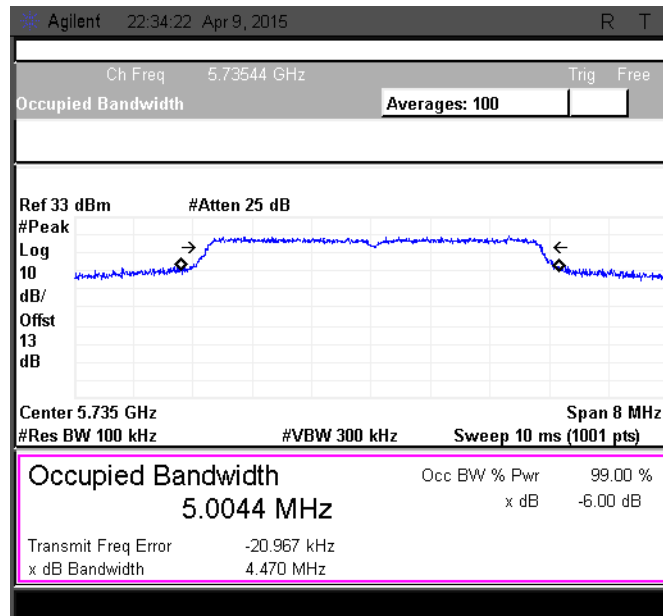 Agilent 22:34:22 Apr 9, 2015 R T
Ch Freq 5.73544 GHz Trig Free
Occupied Bandwidth Averages: 100
Ref 33 dBm #Atten 25 dB
#Peak
Log
10
dB/
Offst
13
dB
Center 5.735 GHz Span 8 MHz
#Res BW 100 kHz #VBW 300 kHz Sweep 10 ms (1001 pts)
Occupied Bandwidth Occ BW % Pwr 99.00 %
5.0044 MHz x dB -6.00 dB
Transmit Freq Error -20.967 kHz
x dB Bandwidth 4.470 MHz